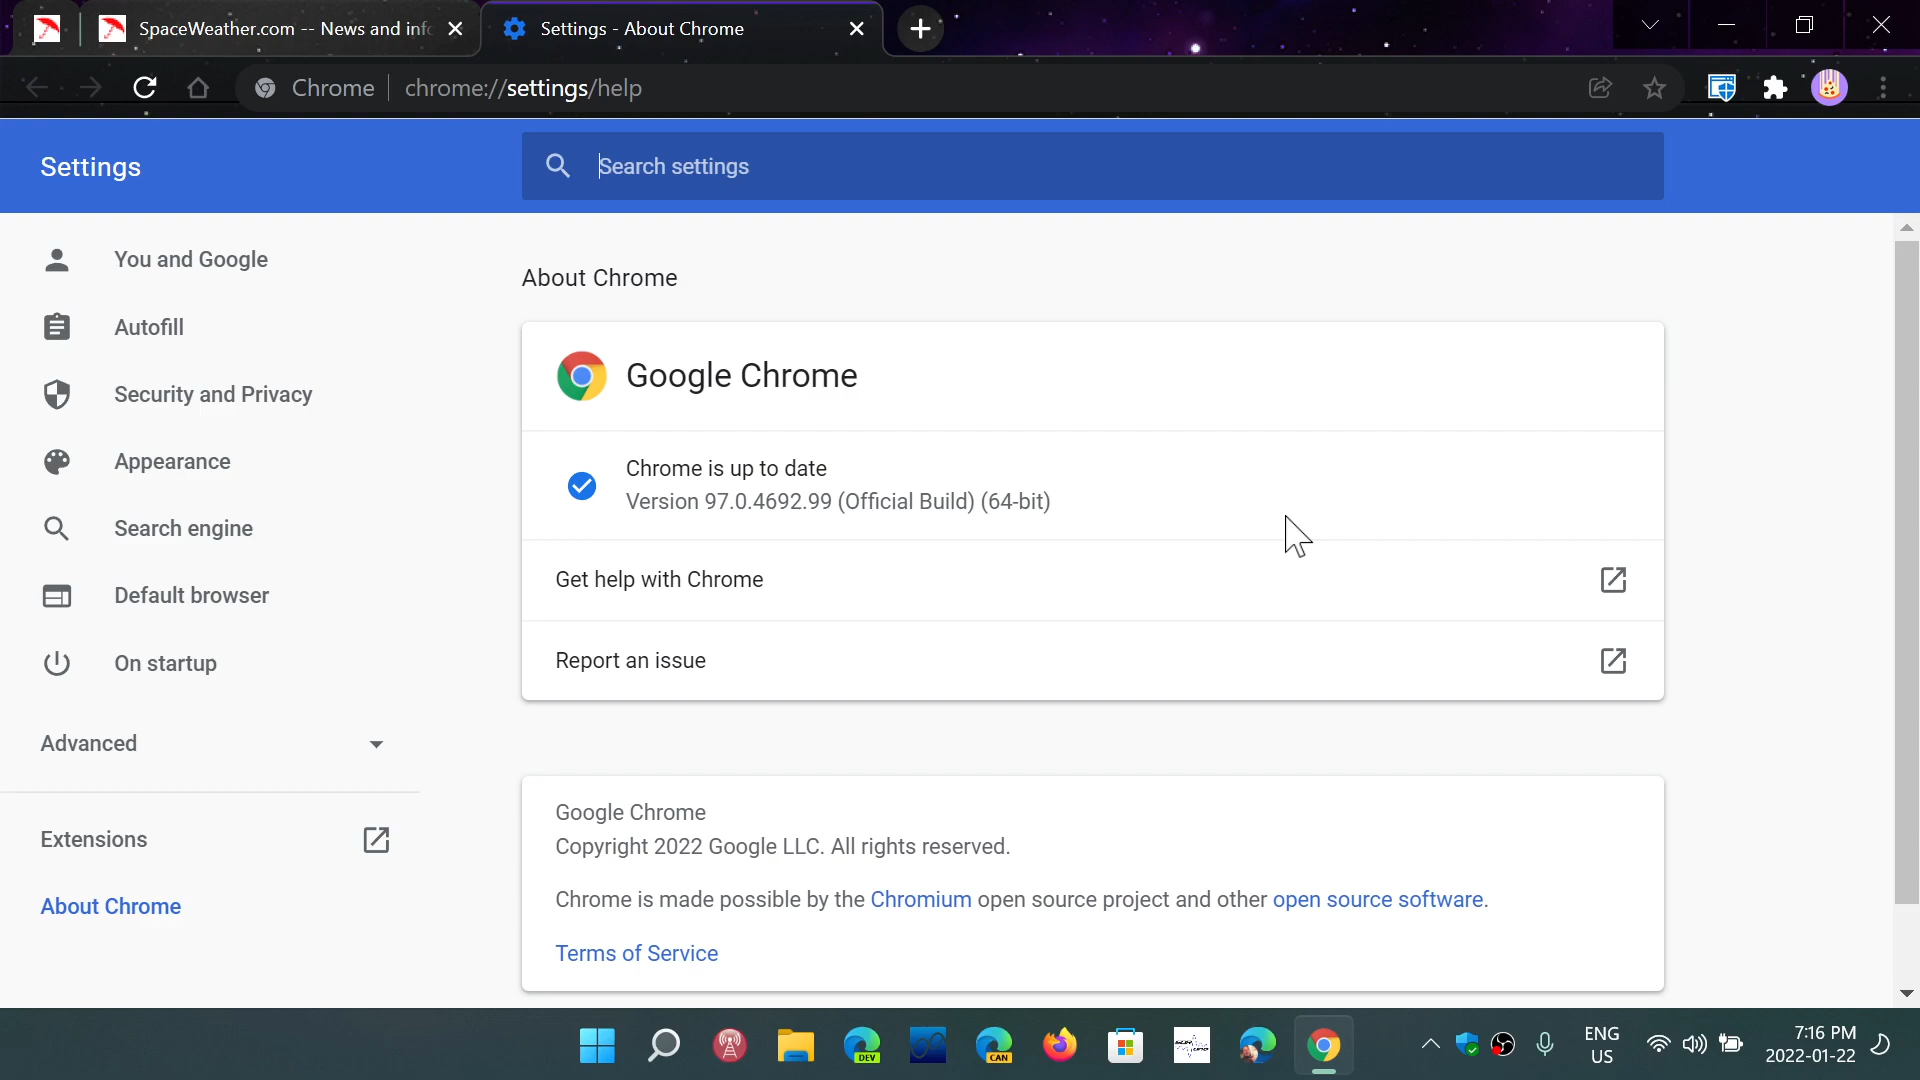 SpaceWeather.com -- News and info
Settings - About Chrome
Chrome
chrome://settings/help
Settings
Search settings
You and Google
Autofill
Security and Privacy
Appearance
Search engine
Default browser
On startup
Advanced
Extensions
About Chrome
About Chrome
Google Chrome
Chrome is up to date
Version 97.0.4692.99 (Official Build) (64-bit)
Get help with Chrome
Report an issue
Google Chrome
Copyright 2022 Google LLC. All rights reserved.
Chrome is made possible by the Chromium open source project and other open source software.
Terms of Service
DEV
CAN
ENG
US
7:16 PM
2022-01-22